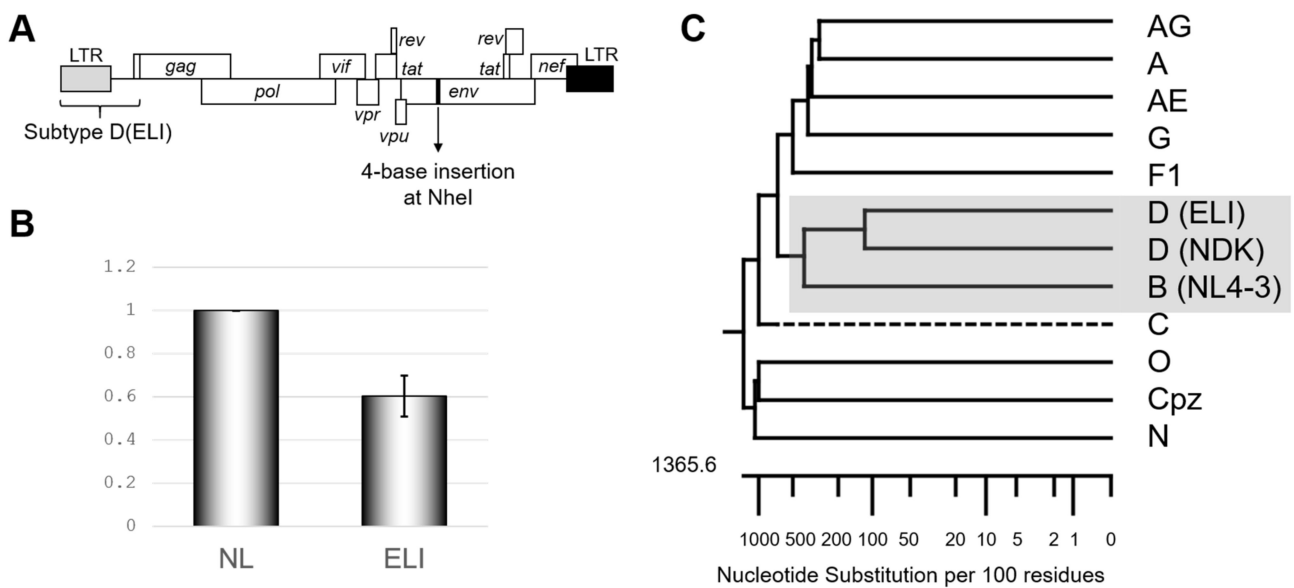 A
LTR
gag
pol
vif
vpr
vpu
rev
tat
rev
tat
env
nef
LTR
Subtype D(ELI)
4-base insertion
at NheI
B
1.2
1
0.8
0.6
0.4
0.2
0
NL
ELI
C
AG
A
AE
G
F1
D (ELI)
D (NDK)
B (NL4-3)
C
O
Cpz
N
1365.6
1000 500 200 100 50 20 10 5 2 1 0
Nucleotide Substitution per 100 residues